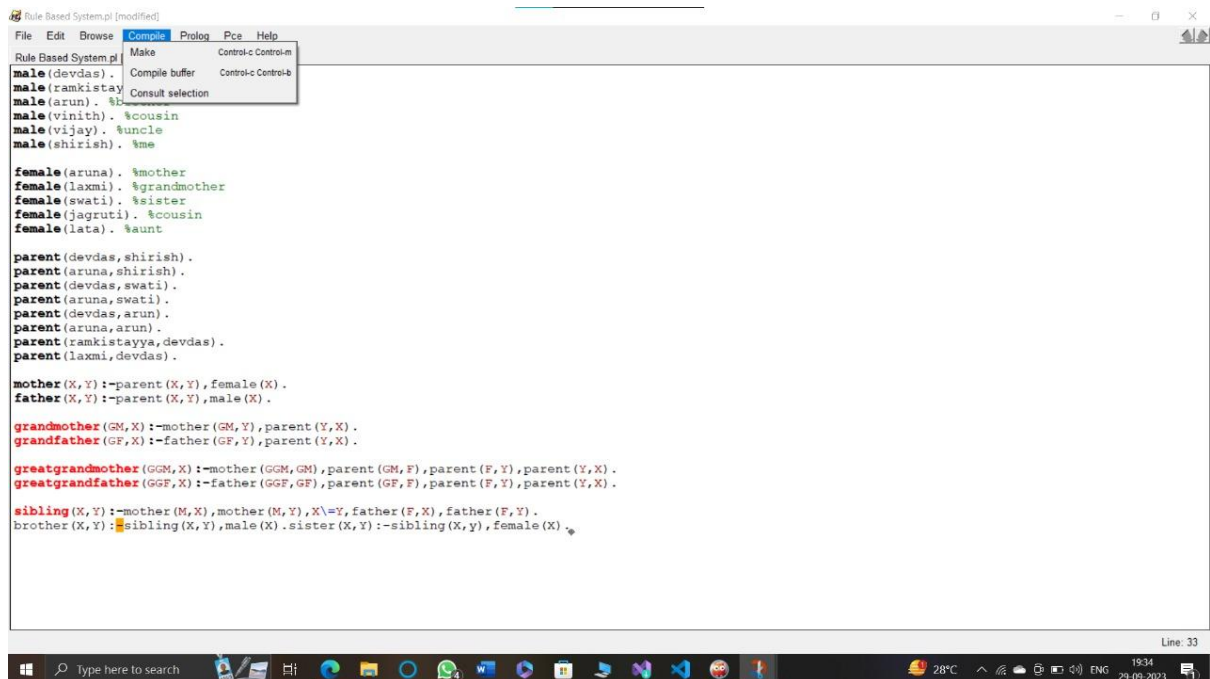 Rule Based System.pl [modified]
File Edit Browse Compile Prolog Pce Help
Rule Based System.pl
Make Control-c Control-m
Compile buffer Control-c Control-b
Consult selection
male(devdas).
male(ramkistay
male(arun).
male(vinith). %cousin
male(vijay). %uncle
male(shirish). %me
female(aruna). %mother
female(laxmi). %grandmother
female(swati). %sister
female(jagruti). %cousin
female(lata). %aunt
parent(devdas,shirish).
parent(aruna,shirish).
parent(devdas,swati).
parent(aruna,swati).
parent(devdas,arun).
parent(aruna,arun).
parent(ramkistayya,devdas).
parent(laxmi,devdas).
mother(X,Y):-parent(X,Y),female(X).
father(X,Y):-parent(X,Y),male(X).
grandmother(GM,X):-mother(GM,Y),parent(Y,X).
grandfather(GF,X):-father(GF,Y),parent(Y,X).
greatgrandmother(GGM,X):-mother(GGM,GM),parent(GM,F),parent(F,Y),parent(Y,X).
greatgrandfather(GGF,X):-father(GGF,GF),parent(GF,F),parent(F,Y),parent(Y,X).
sibling(X,Y):-mother(M,X),mother(M,Y),X\=Y,father(F,X),father(F,Y).
brother(X,Y):-sibling(X,Y),male(X).sister(X,Y):-sibling(X,y),female(X).
Line: 33
Type here to search
28°C ENG 19:34
29-09-2023